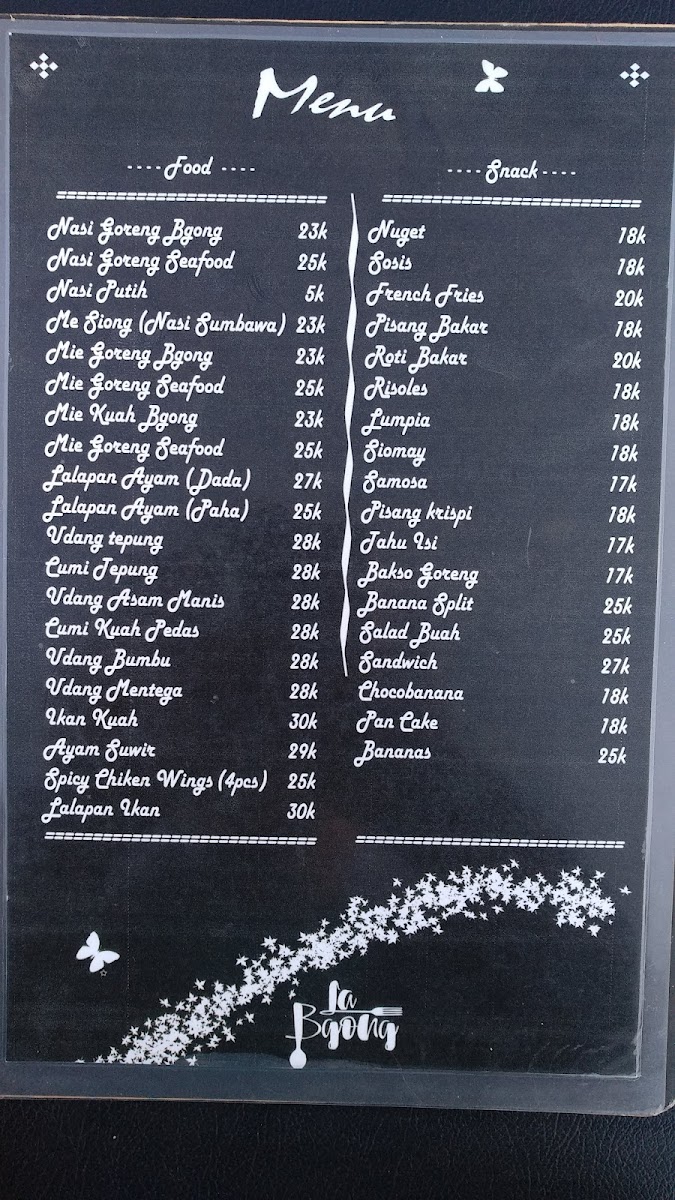 Menu
----Food ----
Nasi Goreng Bgong 23k
Nasi Goreng Seafood 25k
Nasi Putih 5k
Me Siong (Nasi Sumbawa) 23k
Mie Goreng Bgong 23k
Mie Goreng Seafood 25k
Mie Kuah Bgong 23k
Mie Goreng Seafood 25k
Lalapan Ayam (Dada) 27k
Lalapan Ayam (Paha) 25k
Udang tepung 28k
Cumi Tepung 28k
Udang Asam Manis 28k
Cumi Kuah Pedas 28k
Udang Bumbu 28k
Udang Mentega 28k
Ikan Kuah 30k
Ayam Suwir 29k
Spicy Chiken Wings (4pcs) 25k
Lalapan Ikan 30k
----Snack----
Nuget 18k
Sosis 18k
French Fries 20k
Pisang Bakar 18k
Roti Bakar 20k
Risoles 18k
Lumpia 18k
Siomay 18k
Samosa 17k
Pisang krispi 18k
Tahu Isi 17k
Bakso Goreng 17k
Banana Split 25k
Salad Buah 25k
Sandwich 27k
Chocobanana 18k
Pan Cake 18k
Bananas 25k
La
Bgong